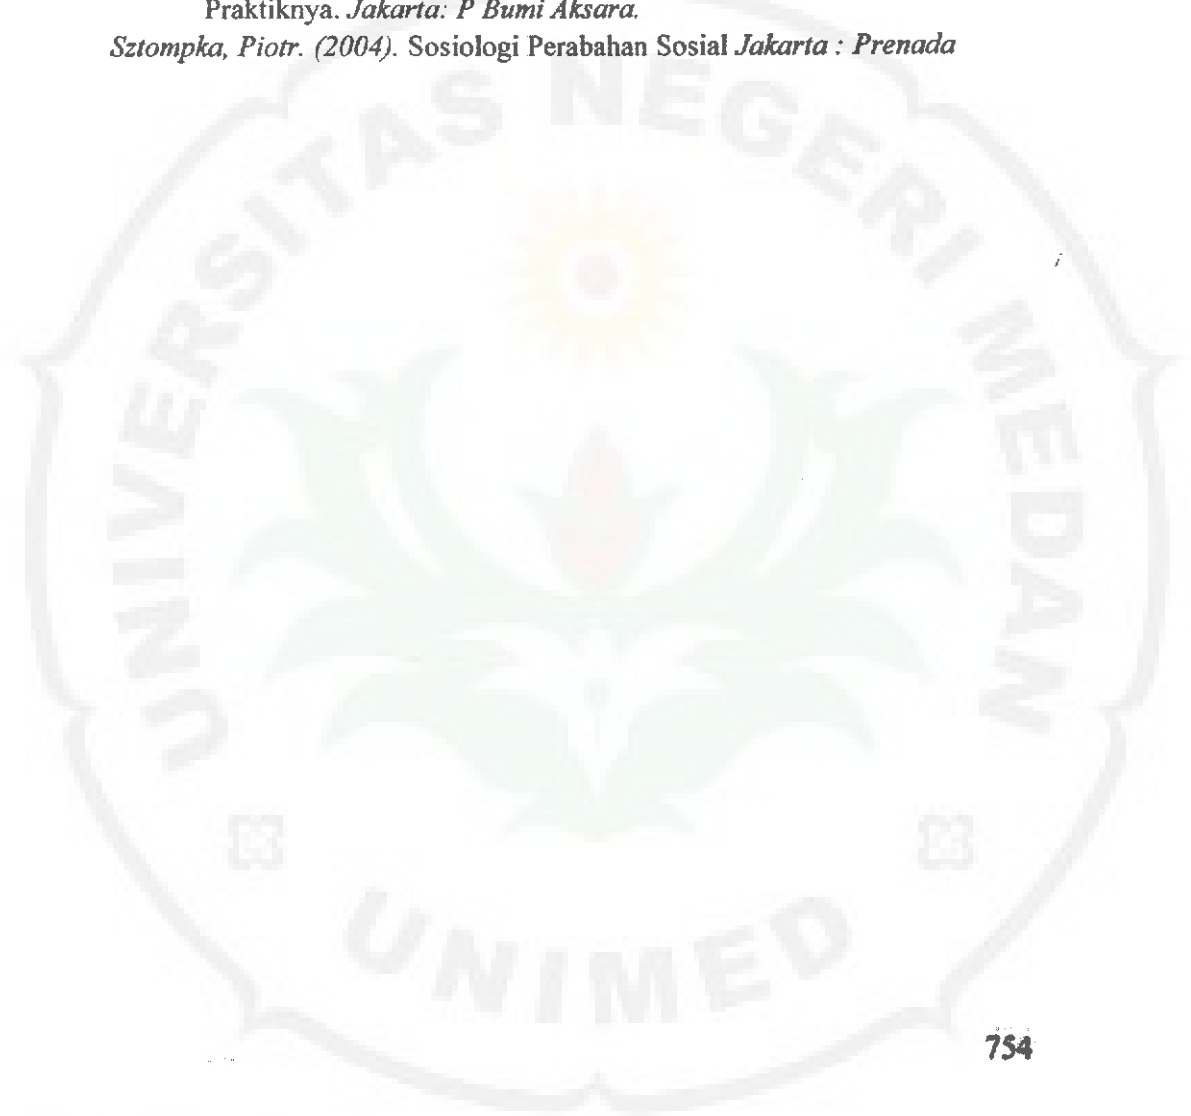 Praktiknya. Jakarta: P Bumi Aksara.
Sztompka, Piotr. (2004). Sosiologi Perabahan Sosial Jakarta : Prenada
UNIVERSITAS NEGERI MEDAN
UNIMED
754